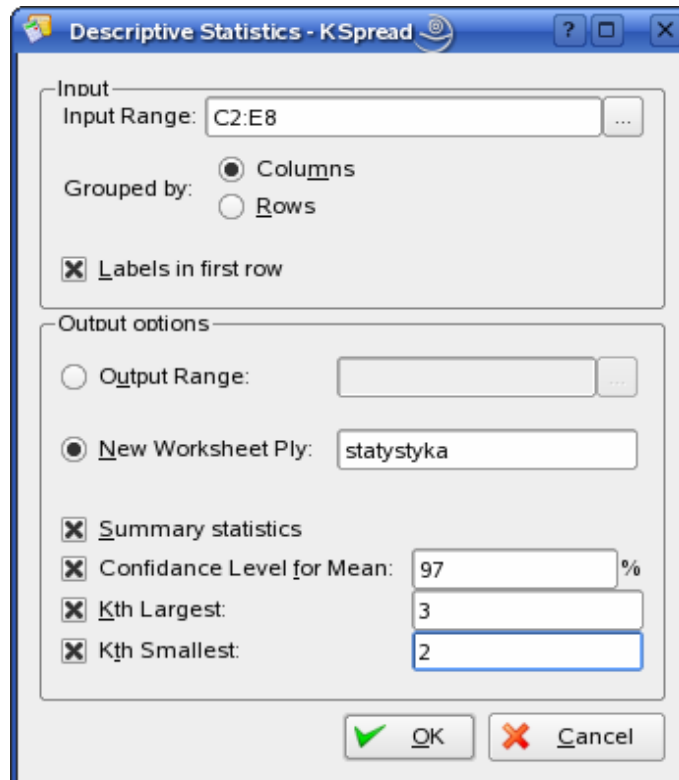 Descriptive Statistics - KSpread
?
Input
Input Range: C2:E8 ...
Grouped by:
Columns
Rows
Labels in first row
Output options
Output Range: ...
New Worksheet Ply: statystyka
Summary statistics
Confidance Level for Mean: 97 %
Kth Largest: 3
Kth Smallest: 2
OK Cancel